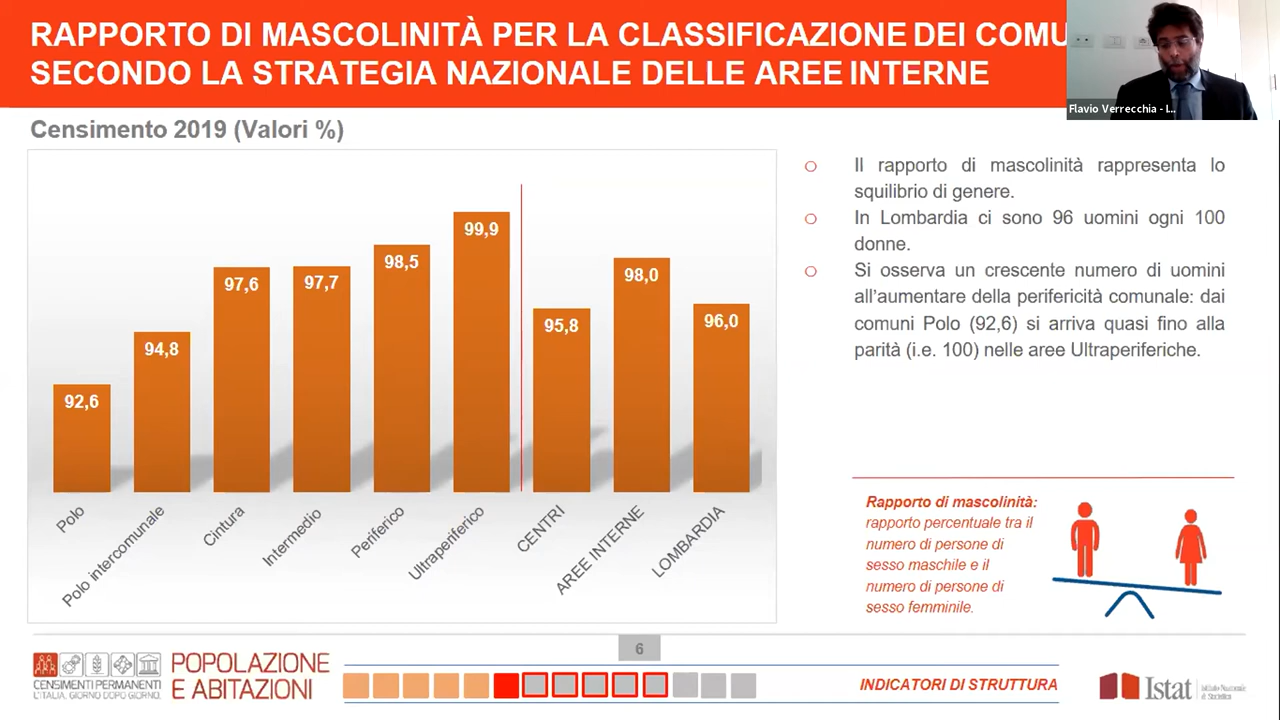 RAPPORTO DI MASCOLINITÀ PER LA CLASSIFICAZIONE DEI COMU
SECONDO LA STRATEGIA NAZIONALE DELLE AREE INTERNE
Flavio Verrecchia - I...
Censimento 2019 (Valori %)
92,6
94,8
97,6
97,7
98,5
99,9
95,8
98,0
96,0
Polo
Polo intercomunale
Cintura
Intermedio
Periferico
Ultraperiferico
CENTRI
AREE INTERNE
LOMBARDIA
Il rapporto di mascolinità rappresenta lo
squilibrio di genere.
In Lombardia ci sono 96 uomini ogni 100
donne.
Si osserva un crescente numero di uomini
all'aumentare della perifericità comunale: dai
comuni Polo (92,6) si arriva quasi fino alla
parità (i.e. 100) nelle aree Ultraperiferiche.
Rapporto di mascolinità:
rapporto percentuale tra il
numero di persone di
sesso maschile e il
numero di persone di
sesso femminile.
6
CENSIMENTI PERMANENTI
L'ITALIA, GIORNO DOPO GIORNO.
POPOLAZIONE
E ABITAZIONI
INDICATORI DI STRUTTURA
Istat
Istituto Nazionale
di Statistica